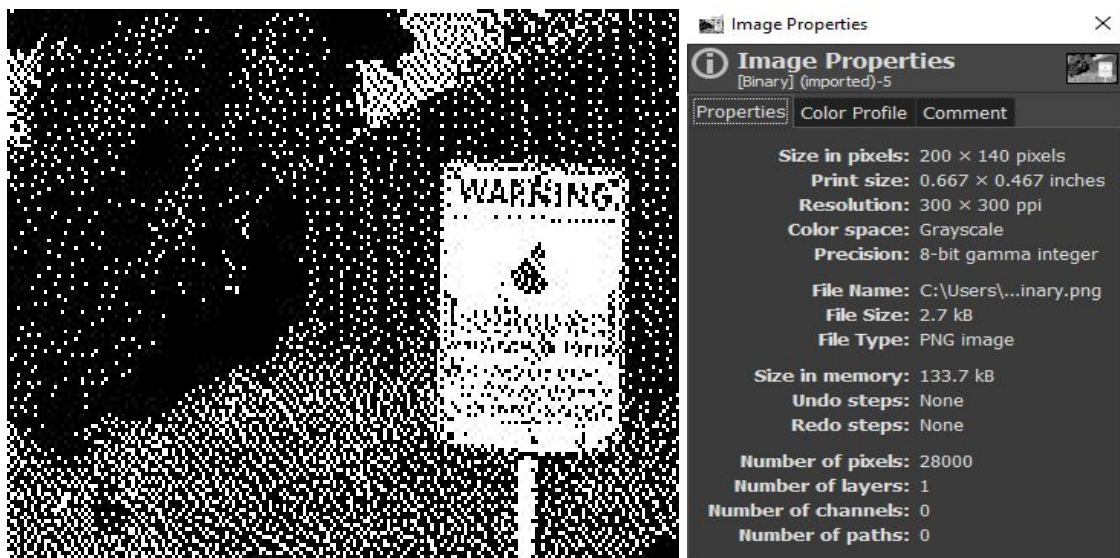 WARNING
Image Properties
Image Properties
[Binary] (imported)-5
Properties Color Profile Comment
Size in pixels: 200 × 140 pixels
Print size: 0.667 × 0.467 inches
Resolution: 300 × 300 ppi
Color space: Grayscale
Precision: 8-bit gamma integer
File Name: C:\Users\...inary.png
File Size: 2.7 kB
File Type: PNG image
Size in memory: 133.7 kB
Undo steps: None
Redo steps: None
Number of pixels: 28000
Number of layers: 1
Number of channels: 0
Number of paths: 0